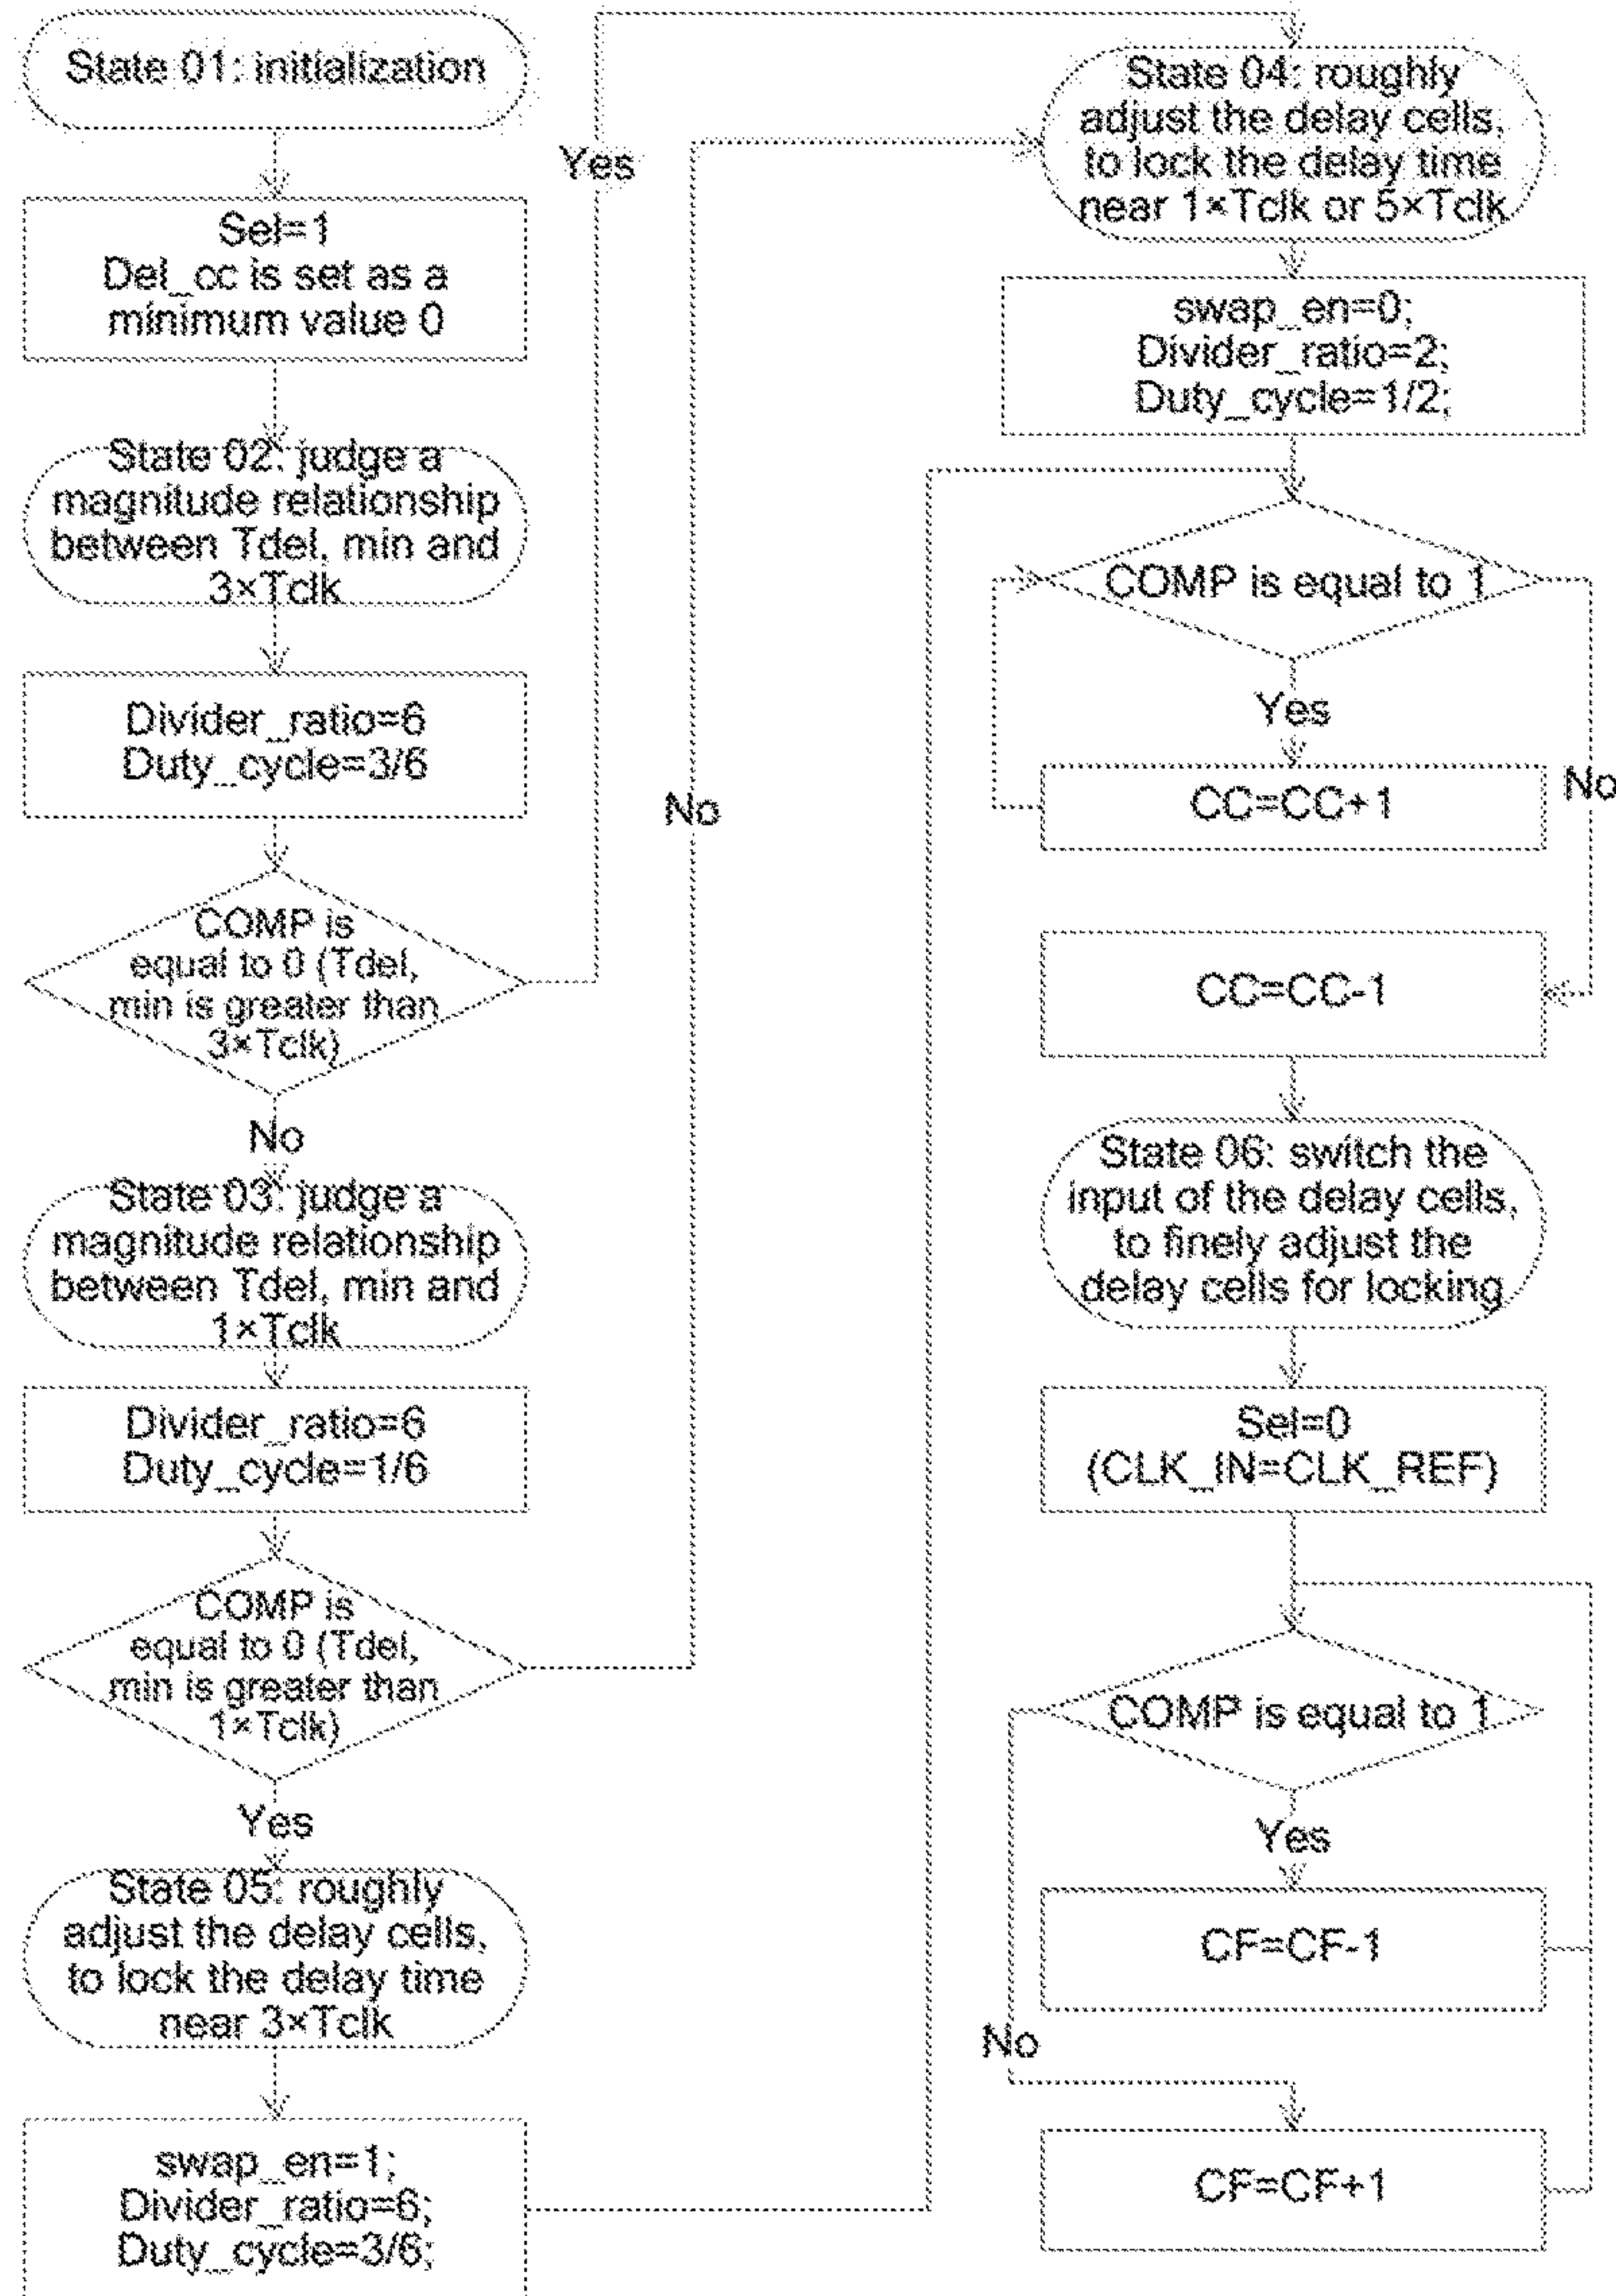 State 01: initialization
Sel=1
Del_cc is set as a
minimum value 0
State 02: judge a
magnitude relationship
between Tdel, min and
3×Tclk
Divider_ratio=6
Duty_cycle=3/6
COMP is
equal to 0 (Tdel,
min is greater than
3×Tclk)
Yes
No
State 03: judge a
magnitude relationship
between Tdel, min and
1×Tclk
Divider_ratio=6
Duty_cycle=1/6
COMP is
equal to 0 (Tdel,
min is greater than
1×Tclk)
No
Yes
State 05: roughly
adjust the delay cells,
to lock the delay time
near 3×Tclk
swap_en=1;
Divider_ratio=6;
Duty_cycle=3/6;
State 04: roughly
adjust the delay cells,
to lock the delay time
near 1×Tclk or 5×Tclk
swap_en=0;
Divider_ratio=2;
Duty_cycle=1/2;
COMP is equal to 1
Yes
CC=CC+1
No
CC=CC-1
State 06: switch the
input of the delay cells,
to finely adjust the
delay cells for locking
Sel=0
(CLK_IN=CLK_REF)
COMP is equal to 1
Yes
CF=CF-1
No
CF=CF+1